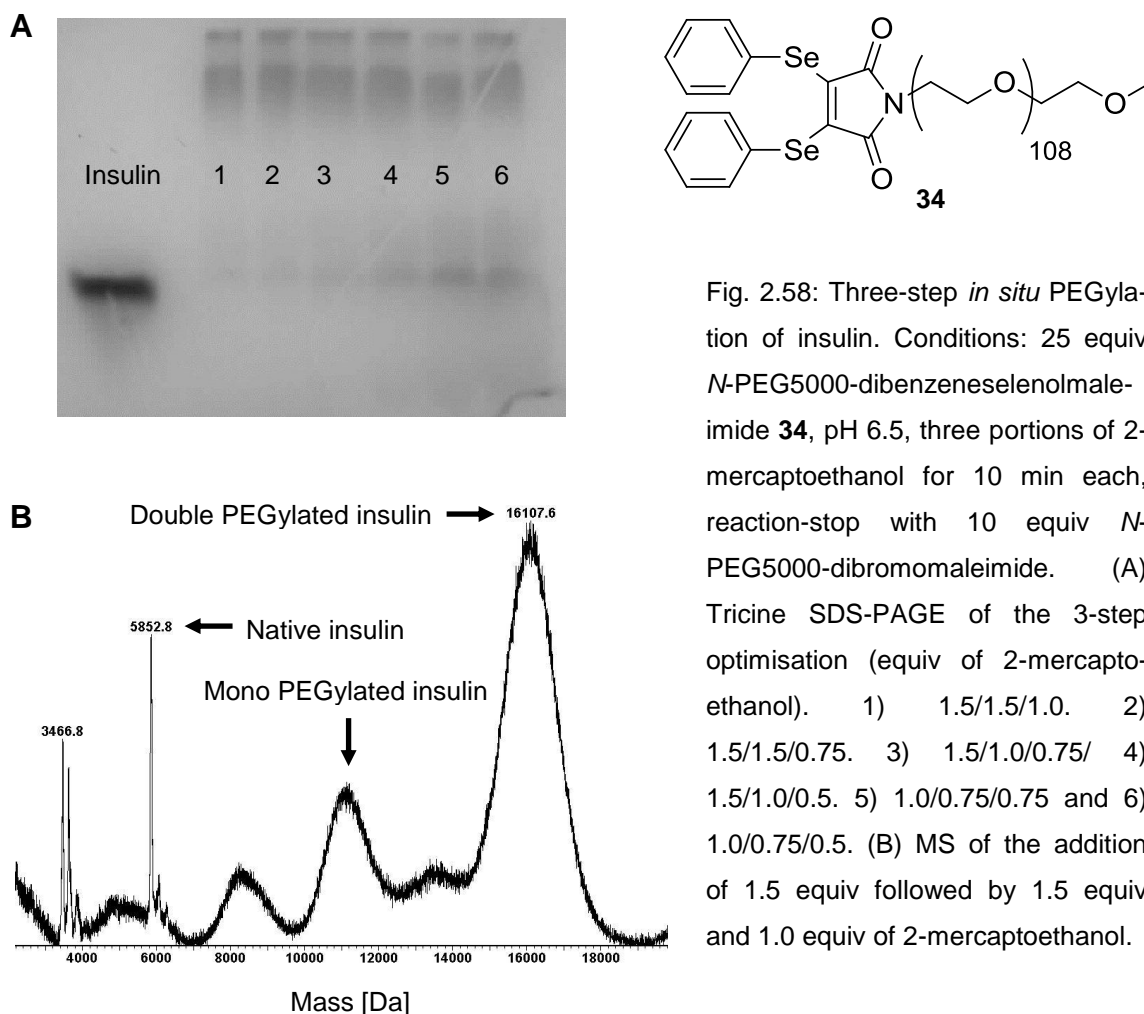 A
Insulin 1 2 3 4 5 6
Se
Se
O
N
O
O
O
108
34
Fig. 2.58: Three-step in situ PEGyla-
tion of insulin. Conditions: 25 equiv
N-PEG5000-dibenzeneselenolmale-
imide 34, pH 6.5, three portions of 2-
mercaptoethanol for 10 min each,
reaction-stop with 10 equiv N-
PEG5000-dibromomaleimide. (A)
Tricine SDS-PAGE of the 3-step
optimisation (equiv of 2-mercapto-
ethanol). 1) 1.5/1.5/1.0. 2)
1.5/1.5/0.75. 3) 1.5/1.0/0.75/ 4)
1.5/1.0/0.5. 5) 1.0/0.75/0.75 and 6)
1.0/0.75/0.5. (B) MS of the addition
of 1.5 equiv followed by 1.5 equiv
and 1.0 equiv of 2-mercaptoethanol.
B
Double PEGylated insulin
16107.6
5852.8
Native insulin
Mono PEGylated insulin
3466.8
4000 6000 8000 10000 12000 14000 16000 18000
Mass [Da]